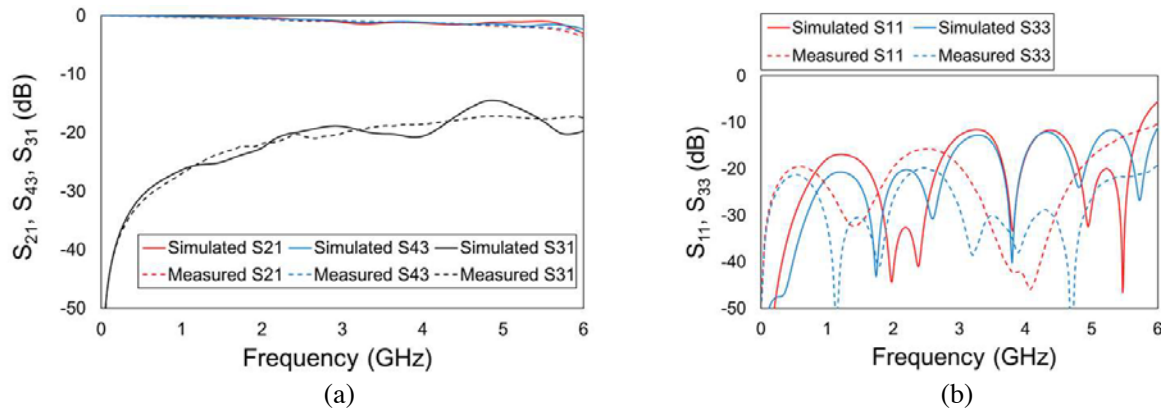 0
-10
-20
-30
-40
-50
S21, S43, S31 (dB)
Simulated S21 Simulated S43 Simulated S31
Measured S21 Measured S43 Measured S31
0 1 2 3 4 5 6
Frequency (GHz)
(a)
Simulated S11 Simulated S33
Measured S11 Measured S33
0
-10
-20
-30
-40
-50
S11, S33 (dB)
0 1 2 3 4 5 6
Frequency (GHz)
(b)